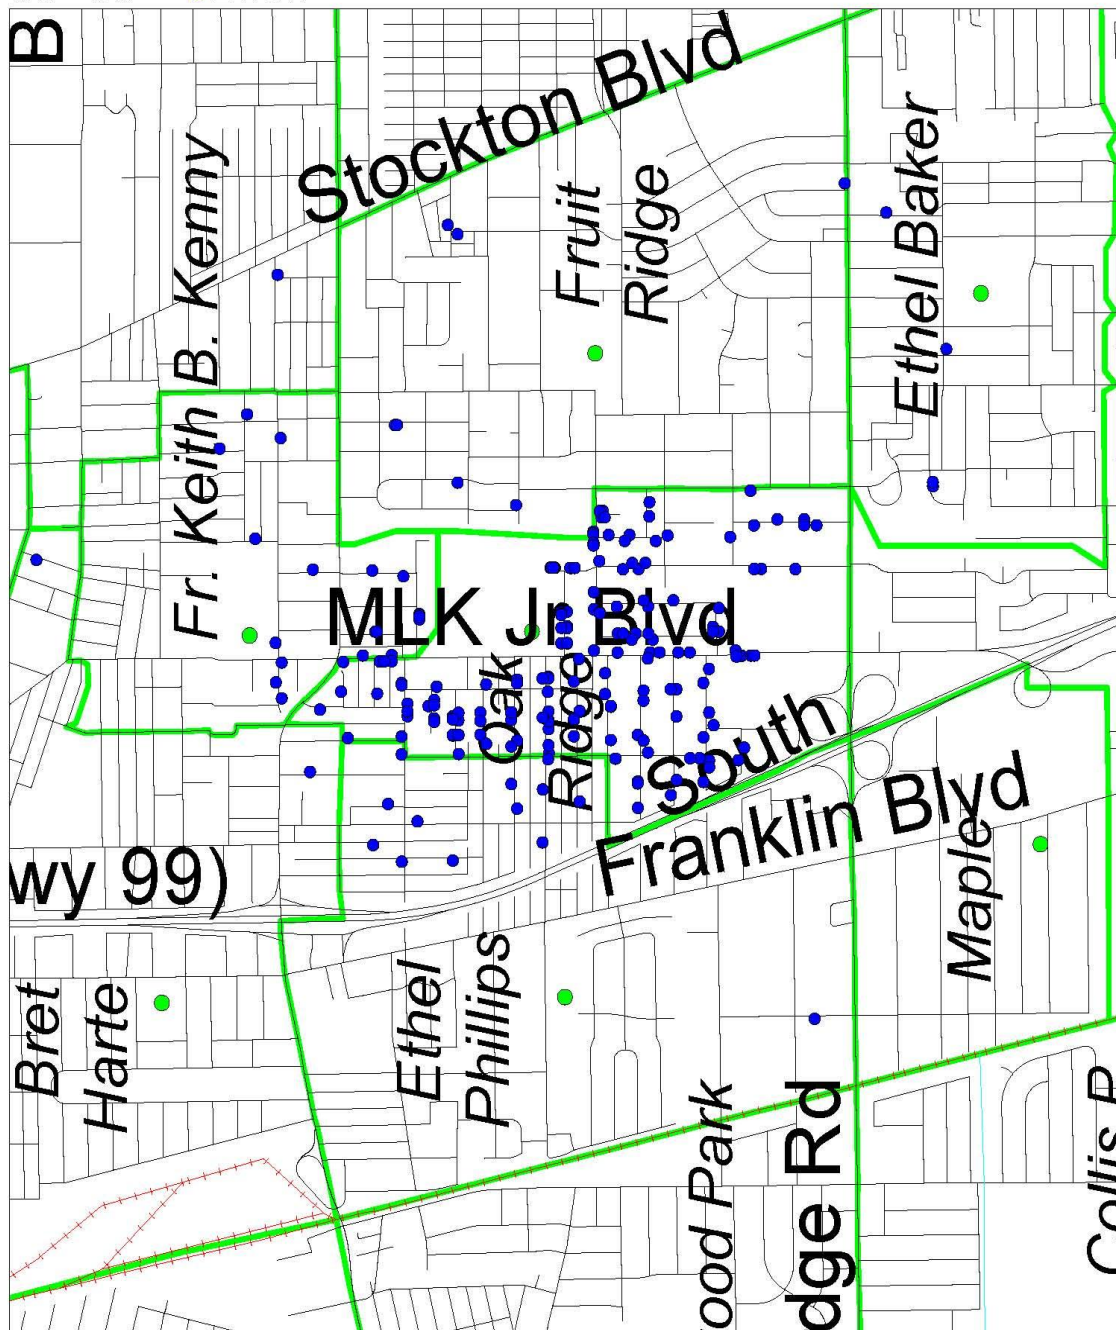 B
Stockton Blvd
Fr. Keith B. Kenny
Fruit
Ridge
Ethel Baker
MLK Jr Blvd
Oak
Ridge
South
Franklin Blvd
wy 99)
Maple
Bret
Harte
Ethel
Phillips
ood Park
dge Rd
Collis P